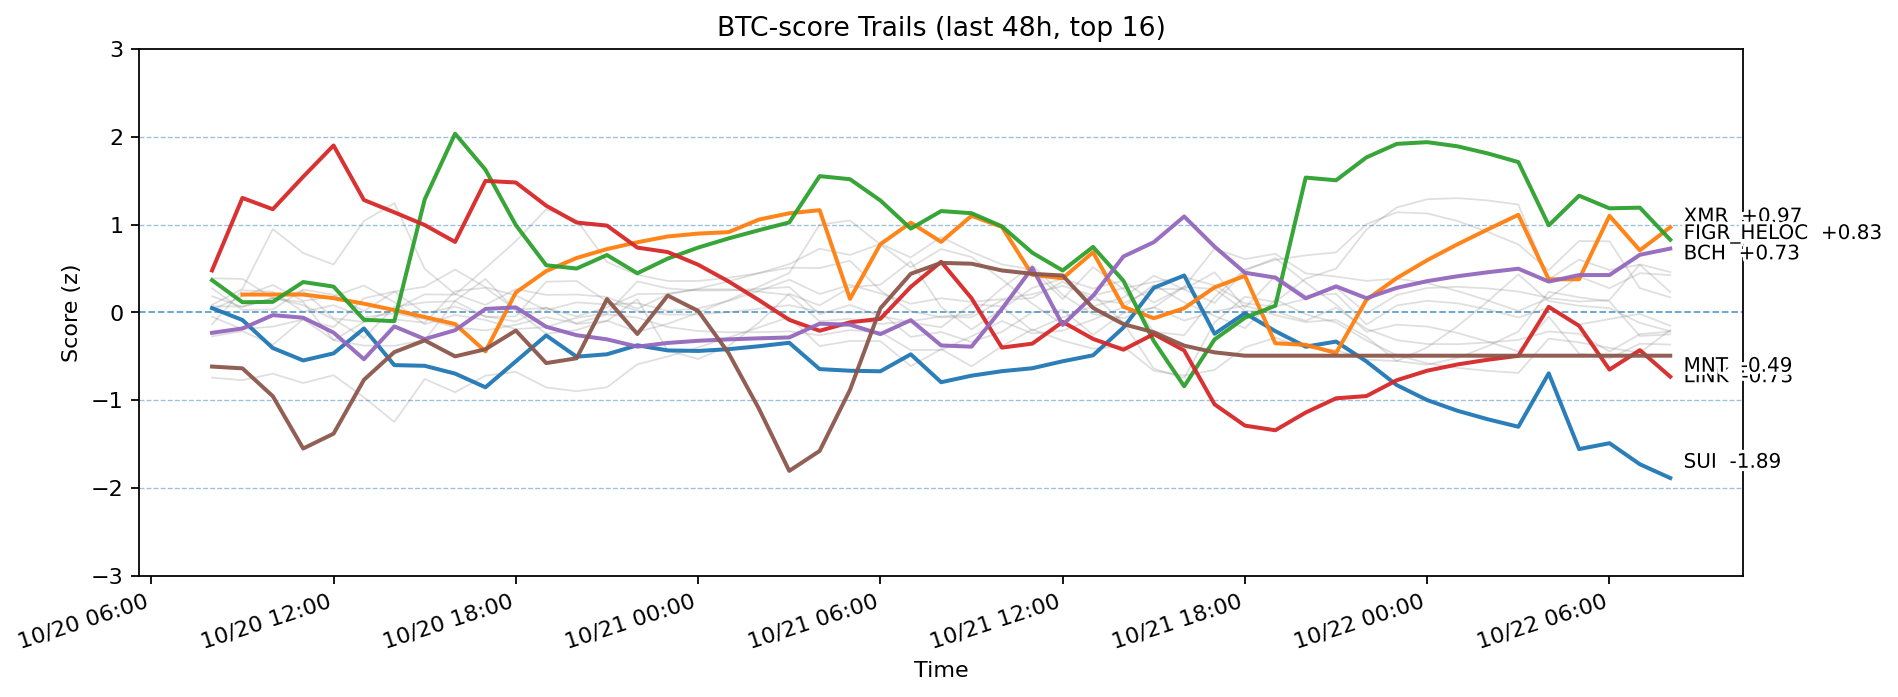 BTC-score Trails (last 48h, top 16)
Score (z)
3
2
1
0
−1
−2
−3
XMR +0.97
FIGR_HELOC +0.83
BCH +0.73
MNT -0.49
LINK -0.73
SUI -1.89
10/20 06:00
10/20 12:00
10/20 18:00
10/21 00:00
10/21 06:00
10/21 12:00
10/21 18:00
10/22 00:00
10/22 06:00
Time